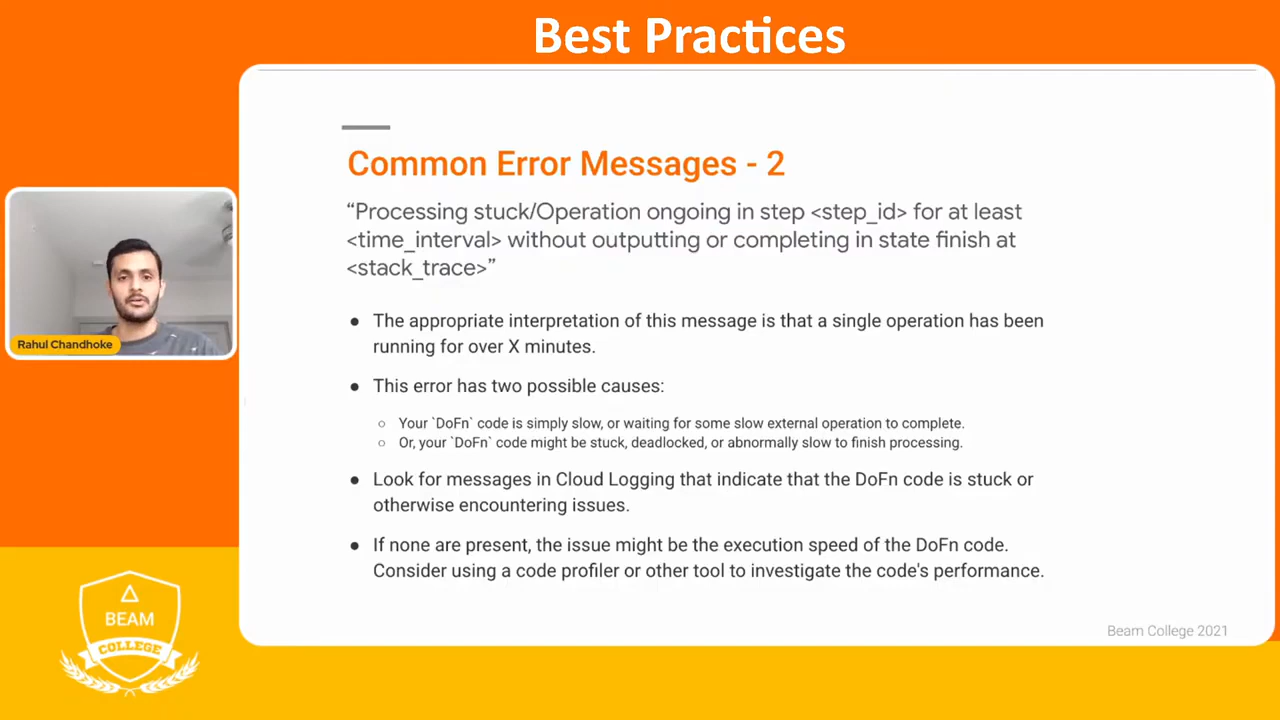 Best Practices
Common Error Messages - 2
“Processing stuck/Operation ongoing in step <step_id> for at least
<time_interval> without outputting or completing in state finish at
<stack_trace>”
● The appropriate interpretation of this message is that a single operation has been
running for over X minutes.
● This error has two possible causes:
○ Your `DoFn` code is simply slow, or waiting for some slow external operation to complete.
○ Or, your `DoFn` code might be stuck, deadlocked, or abnormally slow to finish processing.
● Look for messages in Cloud Logging that indicate that the DoFn code is stuck or
otherwise encountering issues.
● If none are present, the issue might be the execution speed of the DoFn code.
Consider using a code profiler or other tool to investigate the code's performance.
Beam College 2021
Rahul Chandhoke
BEAM
COLLEGE